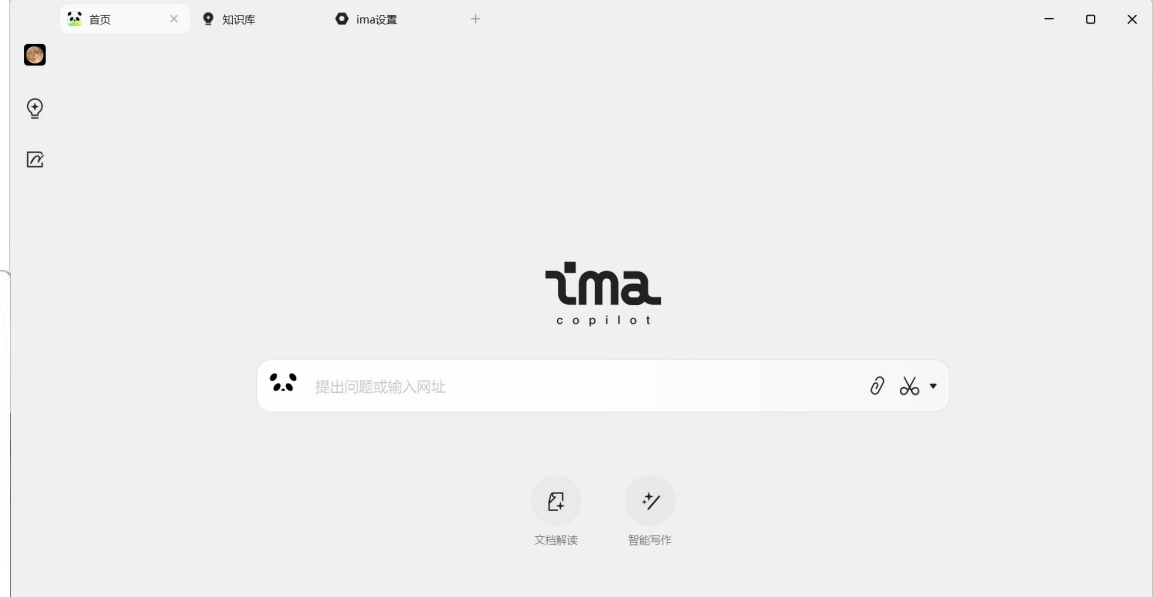 首页
知识库
ima设置
ima
copilot
提出问题或输入网址
文档解读
智能写作